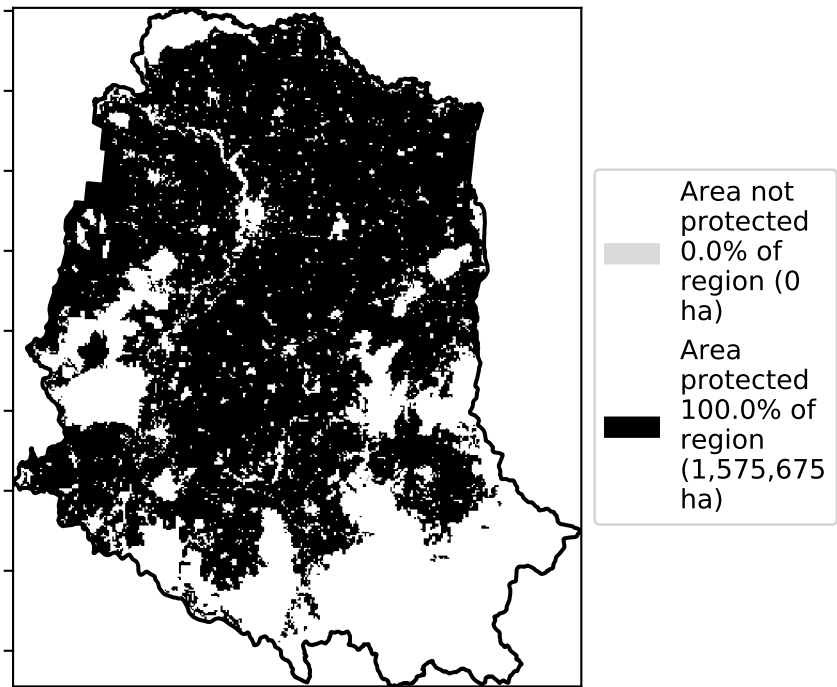 Area not
protected
0.0% of
region (0
ha)
Area
protected
100.0% of
region
(1,575,675
ha)